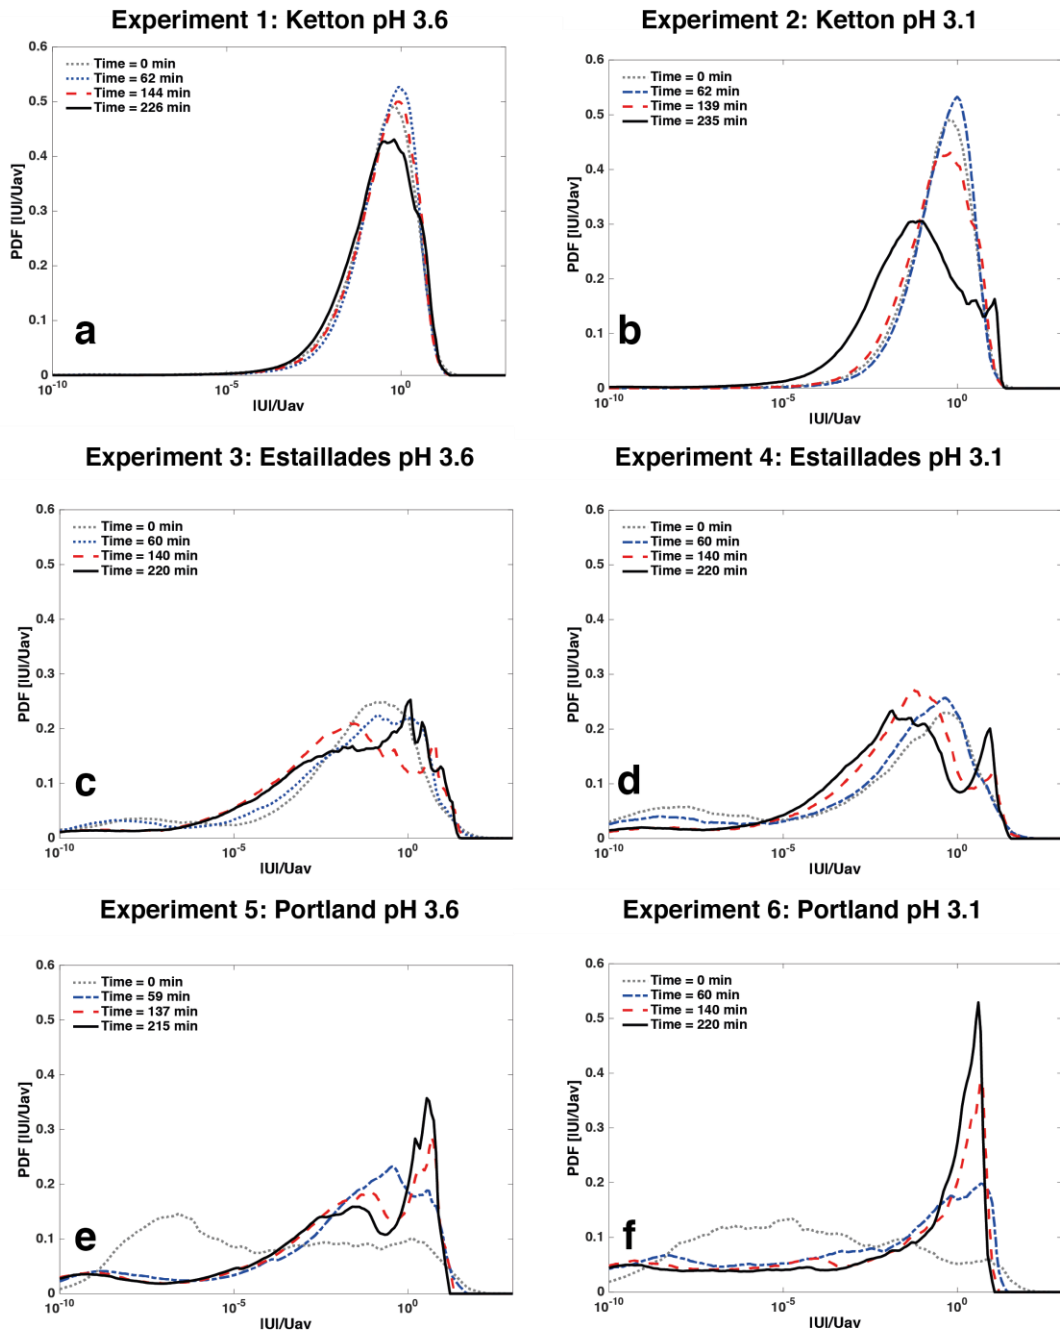 Experiment 1: Ketton pH 3.6
0.6
0.5
0.4
0.3
0.2
0.1
0
PDF [IUI/Uav]
Time = 0 min
Time = 62 min
Time = 144 min
Time = 226 min
a
10-10
10-5
100
IUI/Uav
Experiment 2: Ketton pH 3.1
0.6
0.5
0.4
0.3
0.2
0.1
0
PDF [IUI/Uav]
Time = 0 min
Time = 62 min
Time = 139 min
Time = 235 min
b
10-10
10-5
100
IUI/Uav
Experiment 3: Estaillades pH 3.6
0.6
0.5
0.4
0.3
0.2
0.1
0
PDF [IUI/Uav]
Time = 0 min
Time = 60 min
Time = 140 min
Time = 220 min
c
10-10
10-5
100
IUI/Uav
Experiment 4: Estaillades pH 3.1
0.6
0.5
0.4
0.3
0.2
0.1
0
PDF [IUI/Uav]
Time = 0 min
Time = 60 min
Time = 140 min
Time = 220 min
d
10-10
10-5
100
IUI/Uav
Experiment 5: Portland pH 3.6
0.6
0.5
0.4
0.3
0.2
0.1
0
PDF [IUI/Uav]
Time = 0 min
Time = 59 min
Time = 137 min
Time = 215 min
e
10-10
10-5
100
IUI/Uav
Experiment 6: Portland pH 3.1
0.6
0.5
0.4
0.3
0.2
0.1
0
PDF [IUI/Uav]
Time = 0 min
Time = 60 min
Time = 140 min
Time = 220 min
f
10-10
10-5
100
IUI/Uav